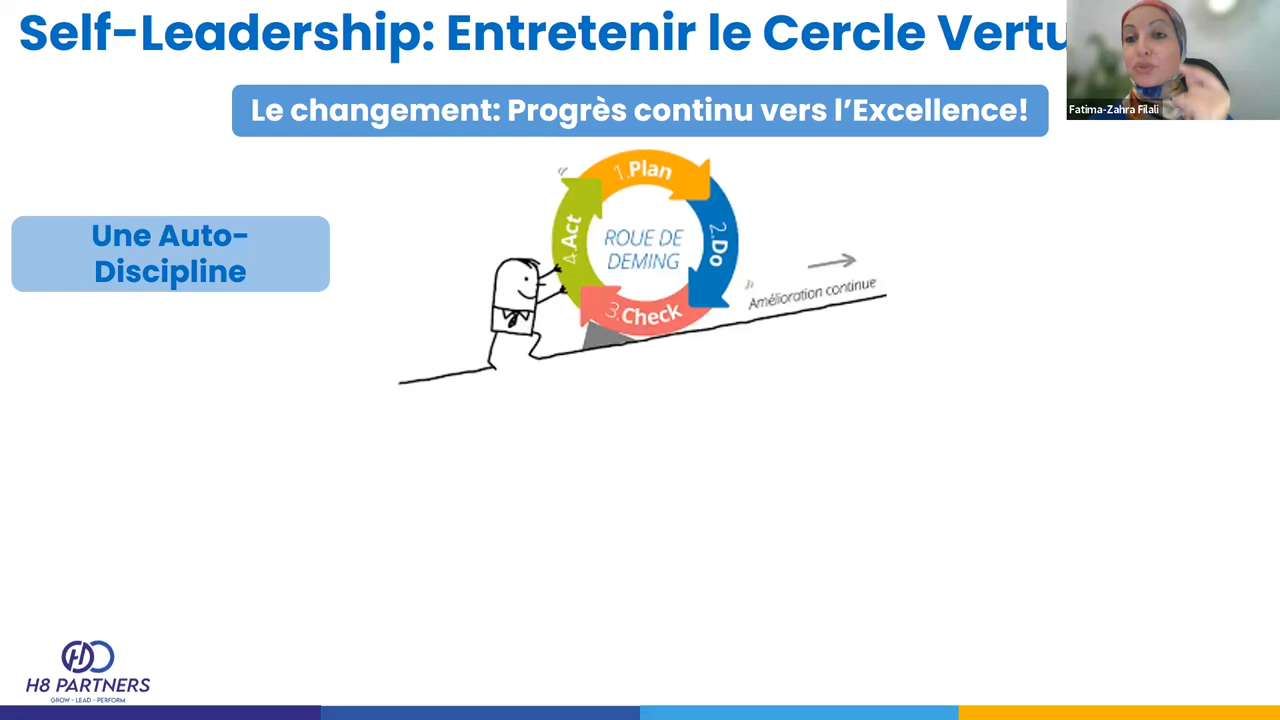 Self-Leadership: Entretenir le Cercle Vertu
Fatima-Zahra Filali
Le changement: Progrès continu vers l'Excellence!
Une Auto-
Discipline
1.Plan
2.Do
3.Check
4.Act
ROUE DE
DEMING
Amélioration continue
H8 PARTNERS
GROW - LEAD - PERFORM